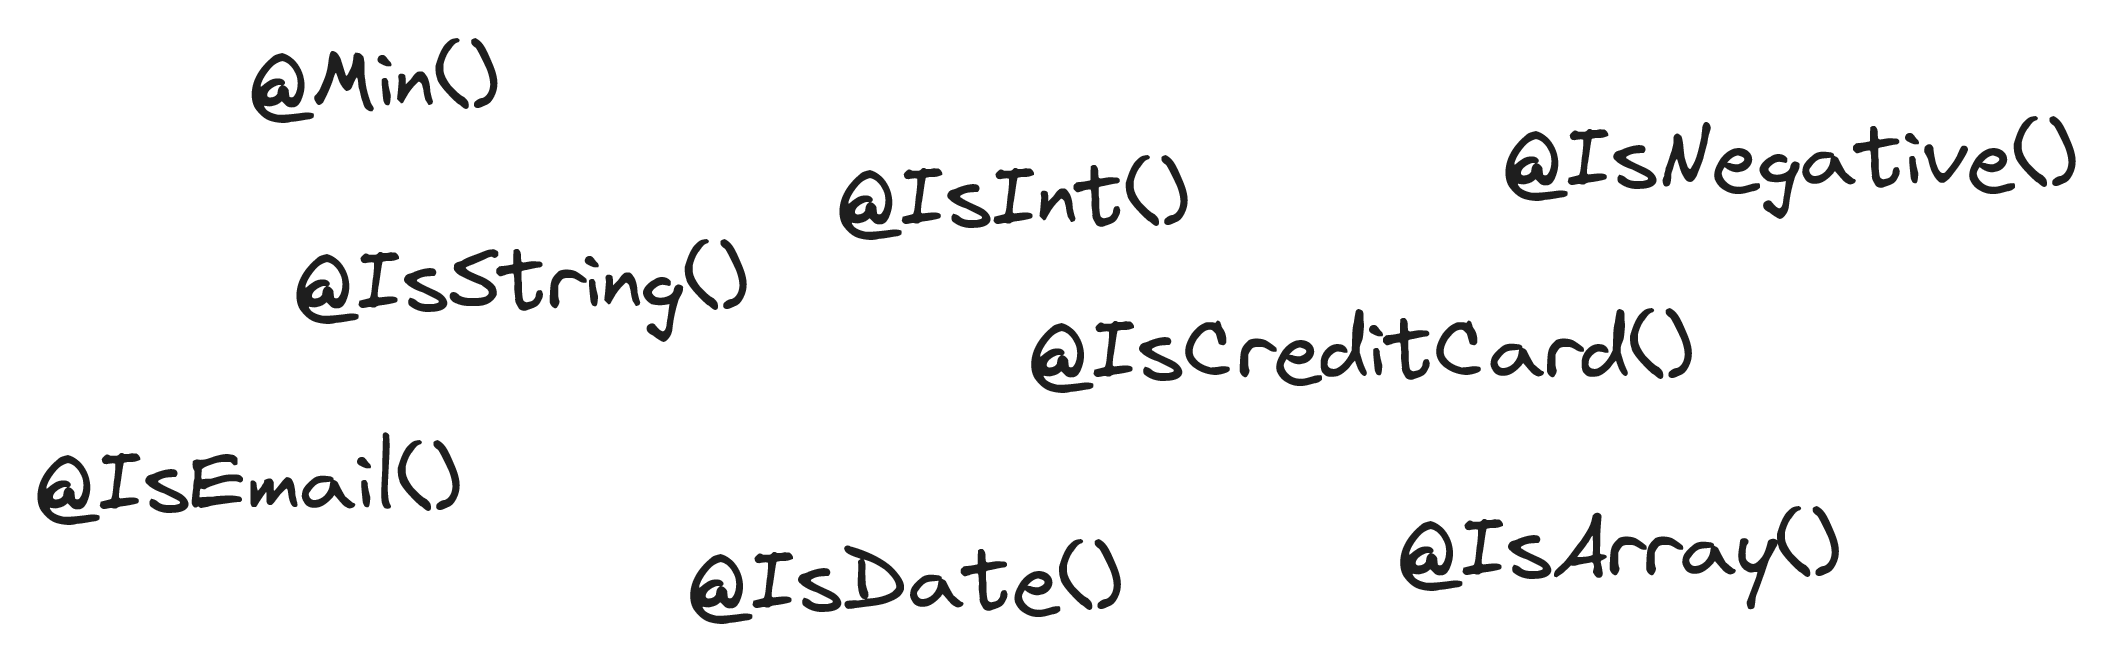 @Min()
@IsNegative()
@IsInt()
@IsString()
@IsCreditCard()
@IsEmail()
@IsArray()
@IsDate()